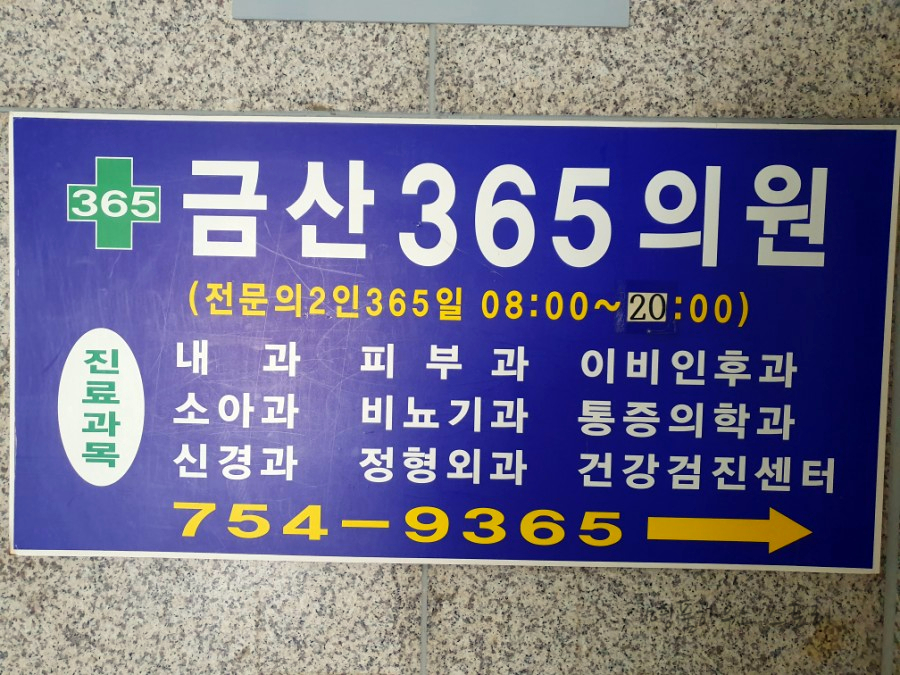 365 금산365의원
(전문의2인365일 08:00~20:00)
진료과목
내 과 피 부 과 이비인후과
소아과 비뇨기과 통증의학과
신경과 정형외과 건강검진센터
754-9365